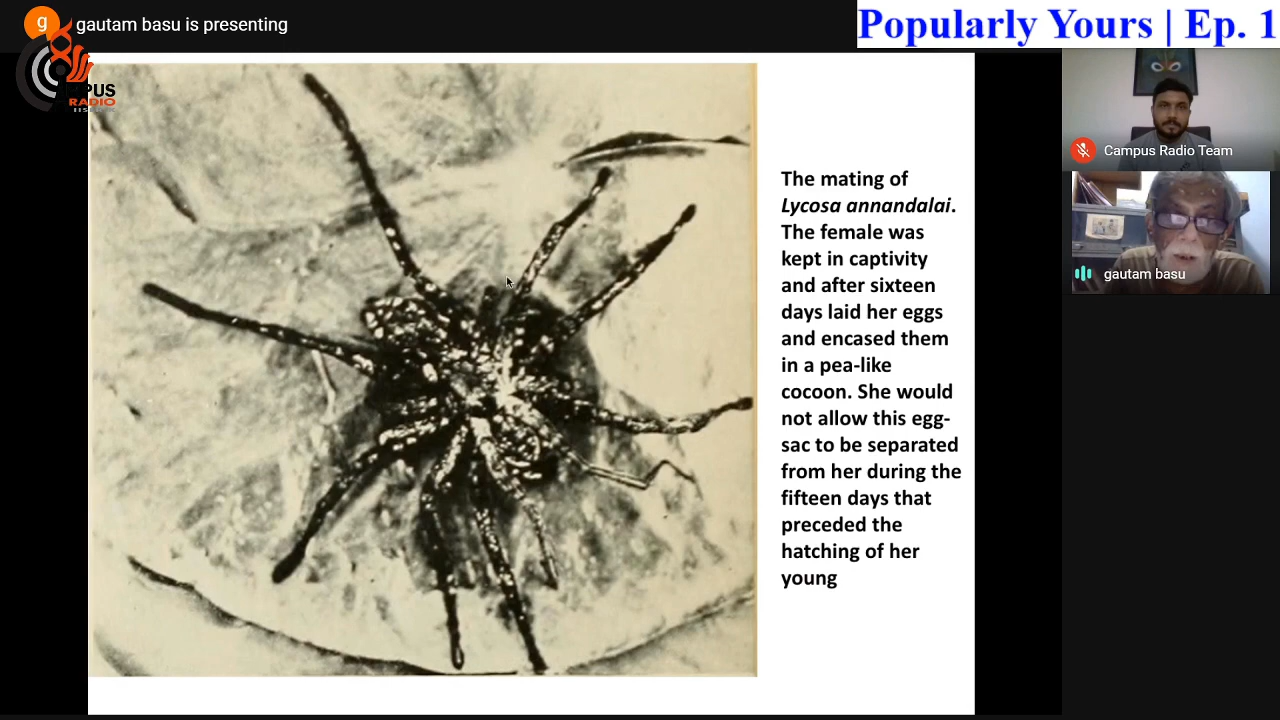 g
gautam basu is presenting
Popularly Yours | Ep. 1
MPUS
RADIO
The mating of
Lycosa annandalai.
The female was
kept in captivity
and after sixteen
days laid her eggs
and encased them
in a pea-like
cocoon. She would
not allow this egg-
sac to be separated
from her during the
fifteen days that
preceded the
hatching of her
young
Campus Radio Team
gautam basu